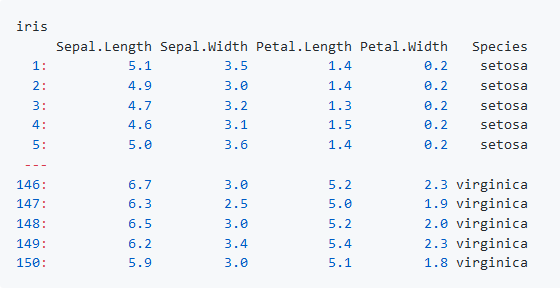 iris
Sepal.Length Sepal.Width Petal.Length Petal.Width Species
1: 5.1 3.5 1.4 0.2 setosa
2: 4.9 3.0 1.4 0.2 setosa
3: 4.7 3.2 1.3 0.2 setosa
4: 4.6 3.1 1.5 0.2 setosa
5: 5.0 3.6 1.4 0.2 setosa
---
146: 6.7 3.0 5.2 2.3 virginica
147: 6.3 2.5 5.0 1.9 virginica
148: 6.5 3.0 5.2 2.0 virginica
149: 6.2 3.4 5.4 2.3 virginica
150: 5.9 3.0 5.1 1.8 virginica